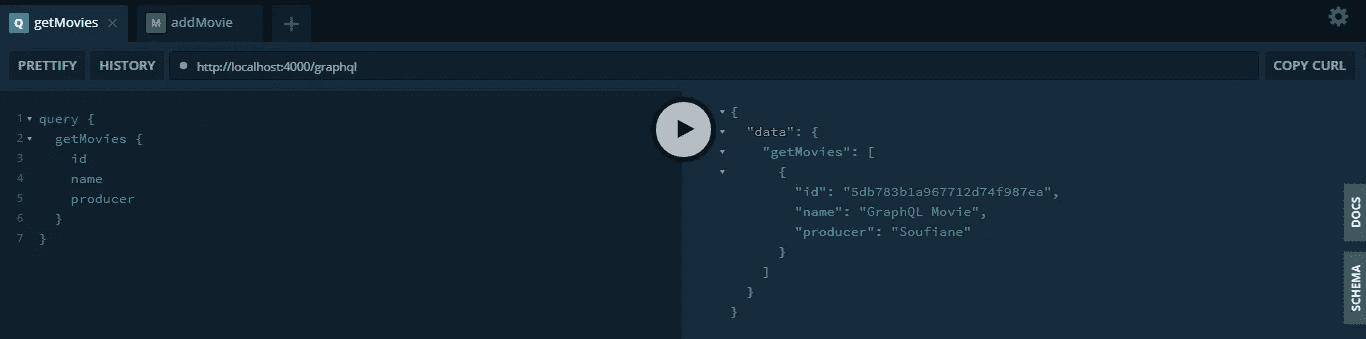 Q getMovies ×
M addMovie +
PRETTIFY HISTORY http://localhost:4000/graphql COPY CURL
1 query {
2 getMovies {
3 id
4 name
5 producer
6 }
7 }
{
"data": {
"getMovies": [
{
"id": "5db783b1a967712d74f987ea",
"name": "GraphQL Movie",
"producer": "Soufiane"
}
]
}
}
DOCS
SCHEMA